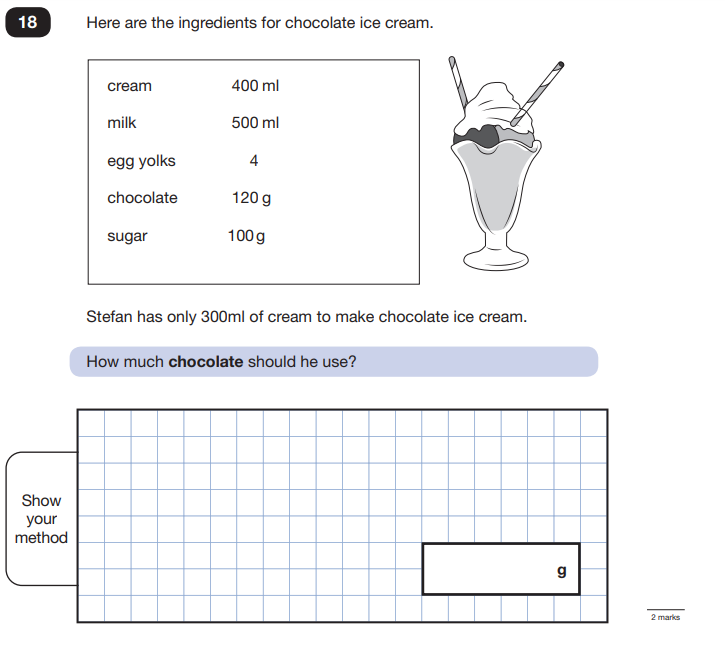 18 Here are the ingredients for chocolate ice cream.
cream 400 ml
milk 500 ml
egg yolks 4
chocolate 120 g
sugar 100 g
Stefan has only 300ml of cream to make chocolate ice cream.
How much chocolate should he use?
Show
your
method
g
2 marks